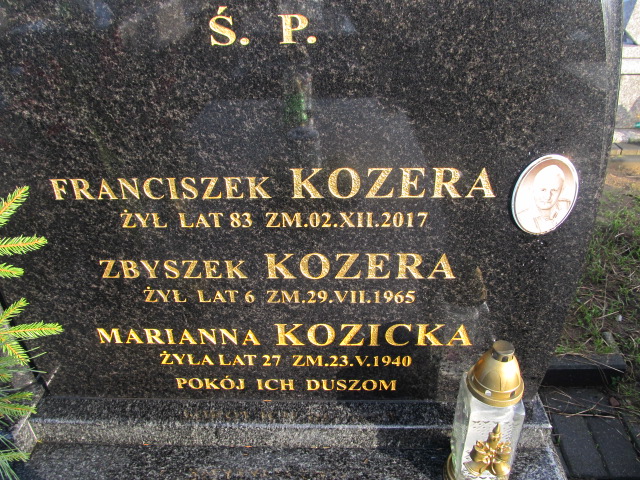 Ś. P.
FRANCISZEK KOZERA
ŻYŁ LAT 83 ZM.02.XII.2017
ZBYSZEK KOZERA
ŻYŁ LAT 6 ZM.29.VII.1965
MARIANNA KOZICKA
ŻYŁA LAT 27 ZM.23.V.1940
POKÓJ ICH DUSZOM